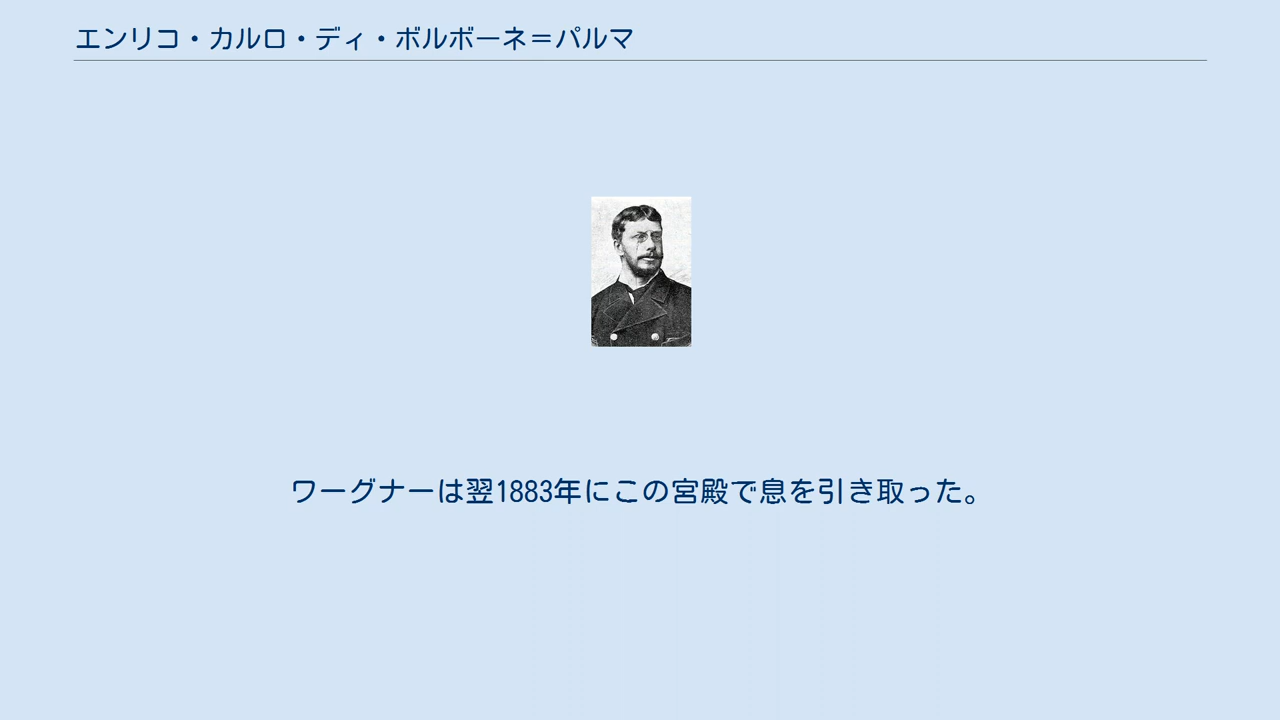 エンリコ・カルロ・ディ・ボルボーネ＝パルマ
ワーグナーは翌1883年にこの宮殿で息を引き取った。